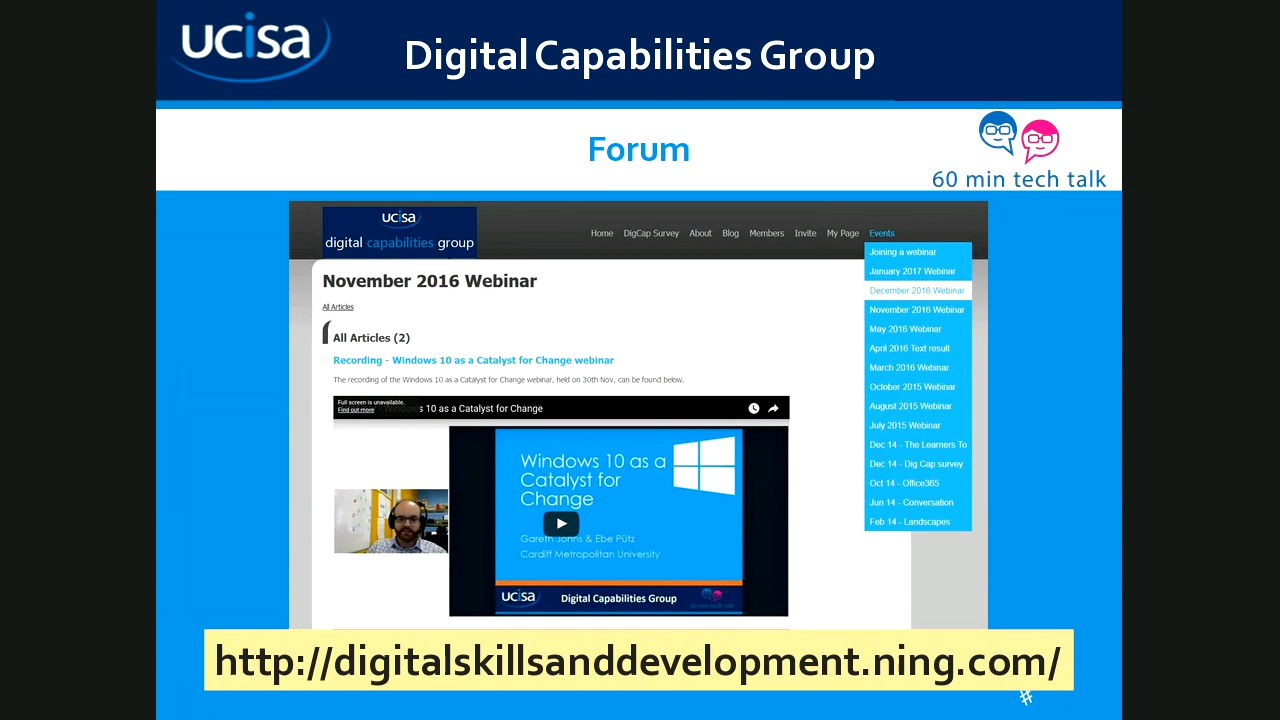 ucisa
Digital Capabilities Group
Forum
60 min tech talk
ucisa
digital capabilities group
Home DigCap Survey About Blog Members Invite My Page Events
Joining a webinar
January 2017 Webinar
December 2016 Webinar
November 2016 Webinar
May 2016 Webinar
April 2016 Text result
March 2016 Webinar
October 2015 Webinar
August 2015 Webinar
July 2015 Webinar
Dec 14 - The Learners To
Dec 14 - Dig Cap survey
Oct 14 - Office365
Jun 14 - Conversation
Feb 14 - Landscapes
November 2016 Webinar
All Articles
All Articles (2)
Recording - Windows 10 as a Catalyst for Change webinar
The recording of the Windows 10 as a Catalyst for Change webinar, held on 30th Nov, can be found below.
Full screen is unavailable.
Find out more
10 as a Catalyst for Change
Windows 10 as a
Catalyst for
Change
Gareth Johns & Ebe Pütz
Cardiff Metropolitan University
ucisa Digital Capabilities Group 60 min tech talk
http://digitalskillsanddevelopment.ning.com/
#